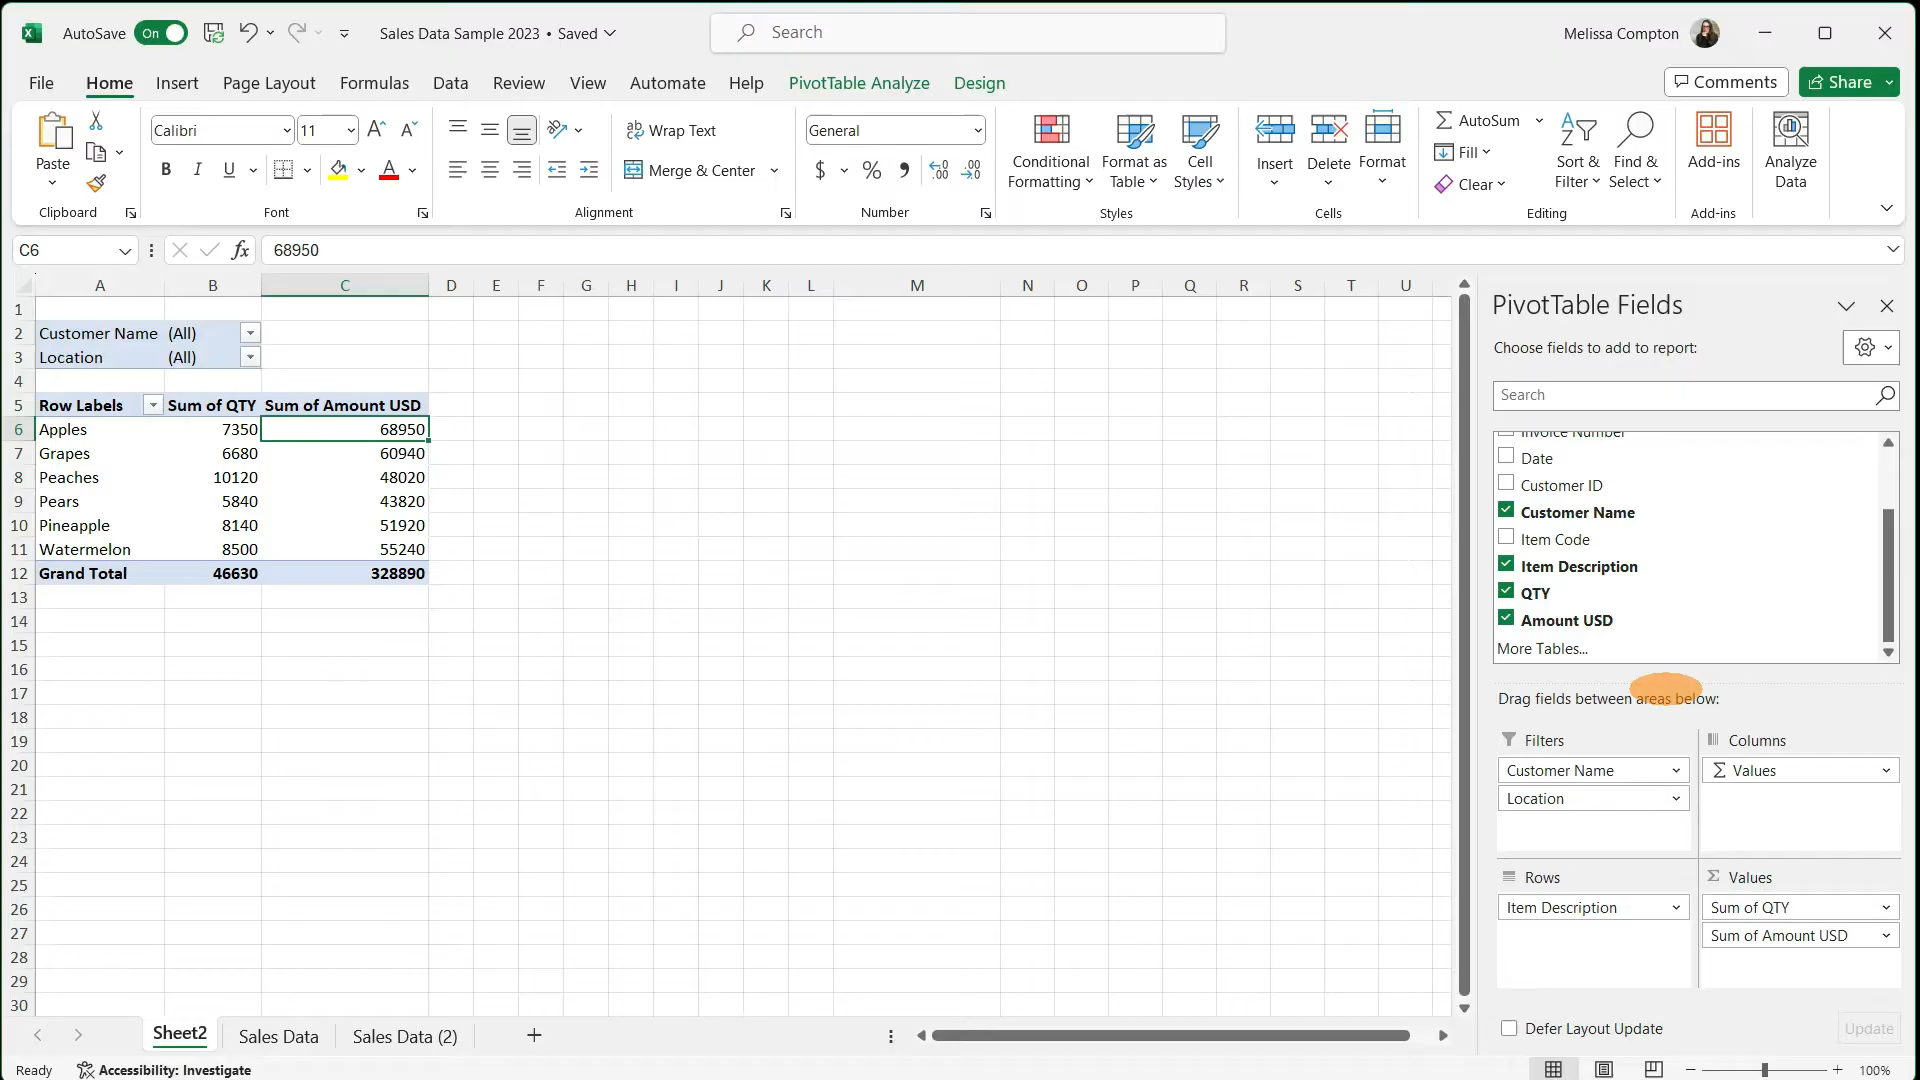 AutoSave On Sales Data Sample 2023 • Saved Search Melissa Compton
File Home Insert Page Layout Formulas Data Review View Automate Help PivotTable Analyze Design Comments Share
Paste
Clipboard
Calibri 11
B I U A
Font
Wrap Text
Merge & Center
Alignment
General
$ %
Number
Conditional Formatting
Format as Table
Cell Styles
Styles
Insert Delete Format
Cells
AutoSum
Fill
Clear
Sort & Filter
Find & Select
Editing
Add-ins
Add-ins
Analyze Data
C6 fx 68950
A B C D E F G H I J K L M N O P Q R S T U
1
2 Customer Name (All)
3 Location (All)
4
5 Row Labels Sum of QTY Sum of Amount USD
6 Apples 7350 68950
7 Grapes 6680 60940
8 Peaches 10120 48020
9 Pears 5840 43820
10 Pineapple 8140 51920
11 Watermelon 8500 55240
12 Grand Total 46630 328890
13
14
15
16
17
18
19
20
21
22
23
24
25
26
27
28
29
30
PivotTable Fields
Choose fields to add to report:
Search
Invoice Number
Date
Customer ID
Customer Name
Item Code
Item Description
QTY
Amount USD
More Tables...
Drag fields between areas below:
Filters
Customer Name
Location
Columns
Σ Values
Rows
Item Description
Σ Values
Sum of QTY
Sum of Amount USD
Defer Layout Update Update
Sheet2 Sales Data Sales Data (2)
Ready Accessibility: Investigate 100%